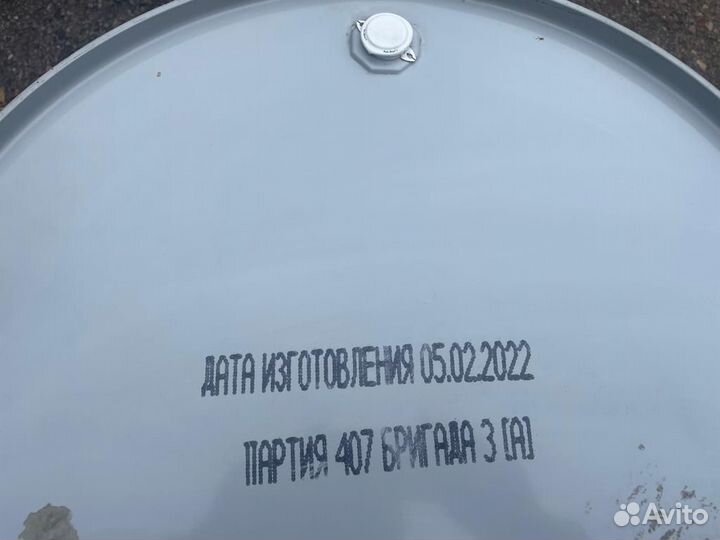 ДАТА ИЗГОТОВЛЕНИЯ 05.02.2022
ПАРТИЯ 407 БРИГАДА 3 [А]
Avito